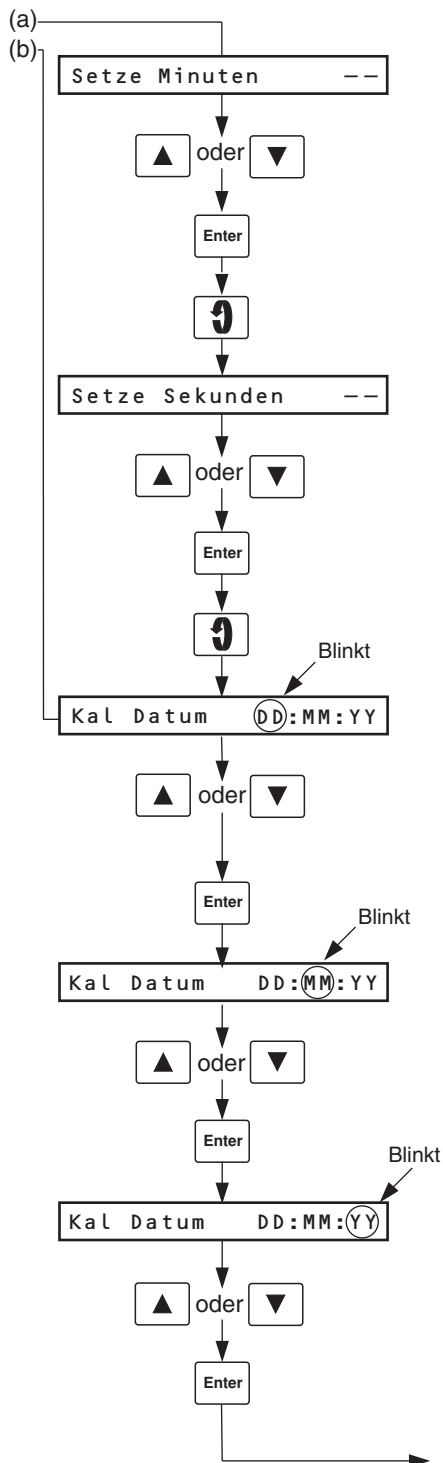 (a)
(b)
Setze Minuten --
▲ oder ▼
Enter
Setze Sekunden --
▲ oder ▼
Enter
Blinkt
Kal Datum DD:MM:YY
▲ oder ▼
Enter
Blinkt
Kal Datum DD:MM:YY
▲ oder ▼
Enter
Blinkt
Kal Datum DD:MM:YY
▲ oder ▼
Enter